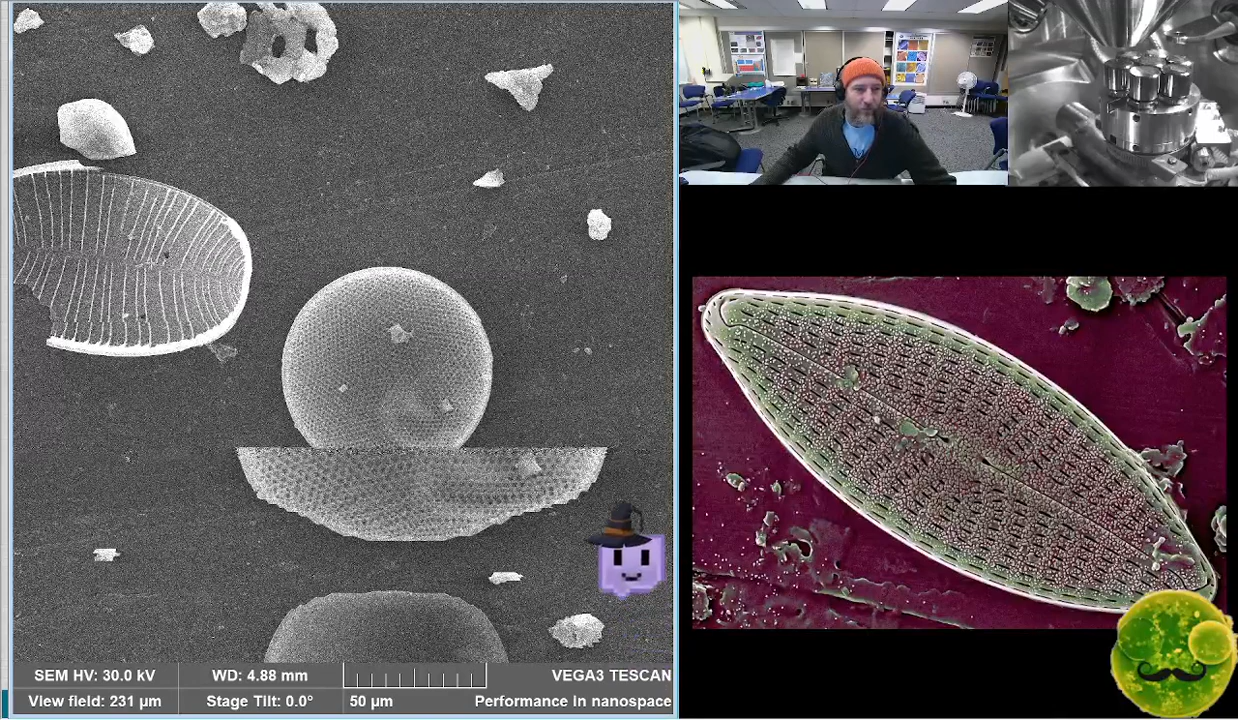 SEM HV: 30.0 kV
WD: 4.88 mm
VEGA3 TESCAN
View field: 231 µm
Stage Tilt: 0.0°
50 µm
Performance in nanospace